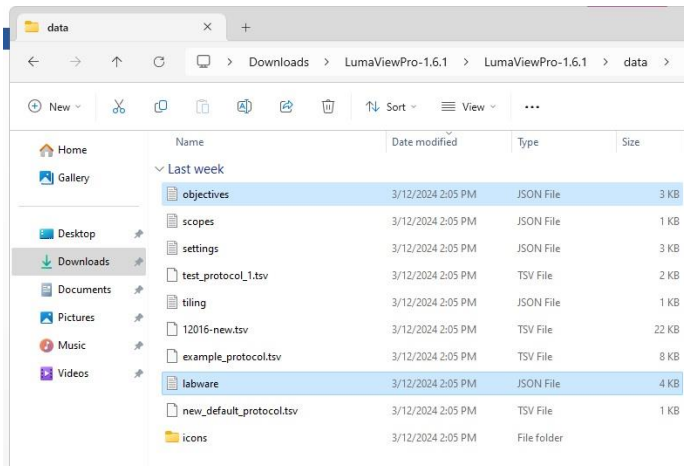 data
Downloads > LumaViewPro-1.6.1 > LumaViewPro-1.6.1 > data >
New Sort View ...
Home
Gallery
Desktop
Downloads
Documents
Pictures
Music
Videos
Name Date modified Type Size
Last week
objectives 3/12/2024 2:05 PM JSON File 3 KB
scopes 3/12/2024 2:05 PM JSON File 1 KB
settings 3/12/2024 2:05 PM JSON File 3 KB
test_protocol_1.tsv 3/12/2024 2:05 PM TSV File 2 KB
tiling 3/12/2024 2:05 PM JSON File 1 KB
12016-new.tsv 3/12/2024 2:05 PM TSV File 22 KB
example_protocol.tsv 3/12/2024 2:05 PM TSV File 8 KB
labware 3/12/2024 2:05 PM JSON File 4 KB
new_default_protocol.tsv 3/12/2024 2:05 PM TSV File 1 KB
icons 3/12/2024 2:05 PM File folder